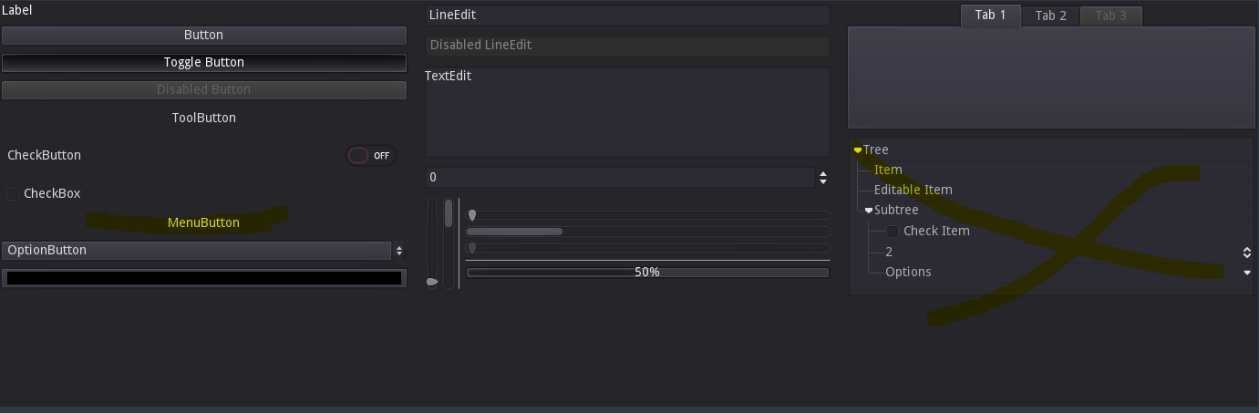 Label
Button
Toggle Button
Disabled Button
ToolButton
CheckButton
OFF
CheckBox
MenuButton
OptionButton
LineEdit
Disabled LineEdit
TextEdit
0
50%
Tab 1 Tab 2 Tab 3
Tree
Item
Editable Item
Subtree
Check Item
2
Options